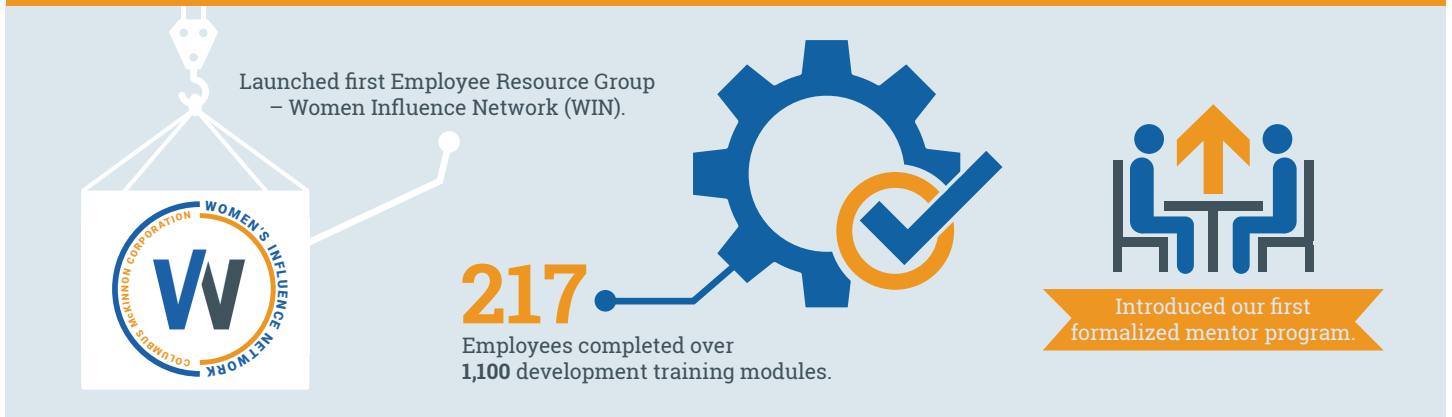 Launched first Employee Resource Group
– Women Influence Network (WIN).
WOMEN'S INFLUENCE NETWORK
COLUMBUS McKINNON CORPORATION
W
217
Employees completed over
1,100 development training modules.
Introduced our first
formalized mentor program.